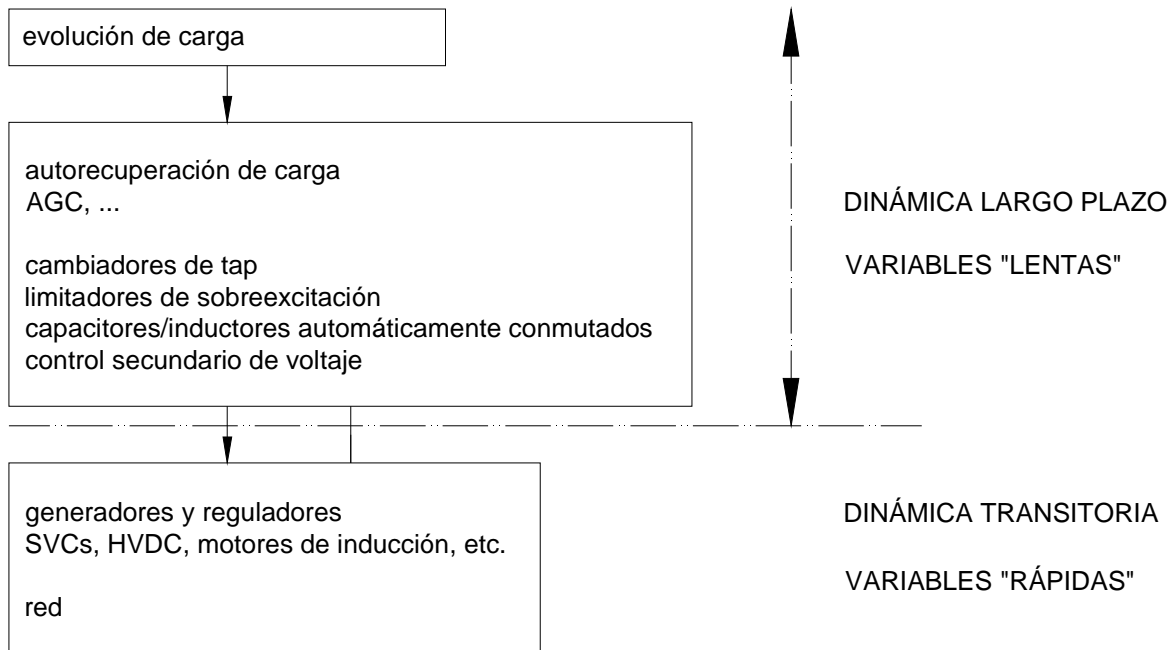 evolución de carga
autorecuperación de carga
AGC, ...
cambiadores de tap
limitadores de sobreexcitación
capacitores/inductores automáticamente conmutados
control secundario de voltaje
DINÁMICA LARGO PLAZO
VARIABLES "LENTAS"
generadores y reguladores
SVCs, HVDC, motores de inducción, etc.
red
DINÁMICA TRANSITORIA
VARIABLES "RÁPIDAS"